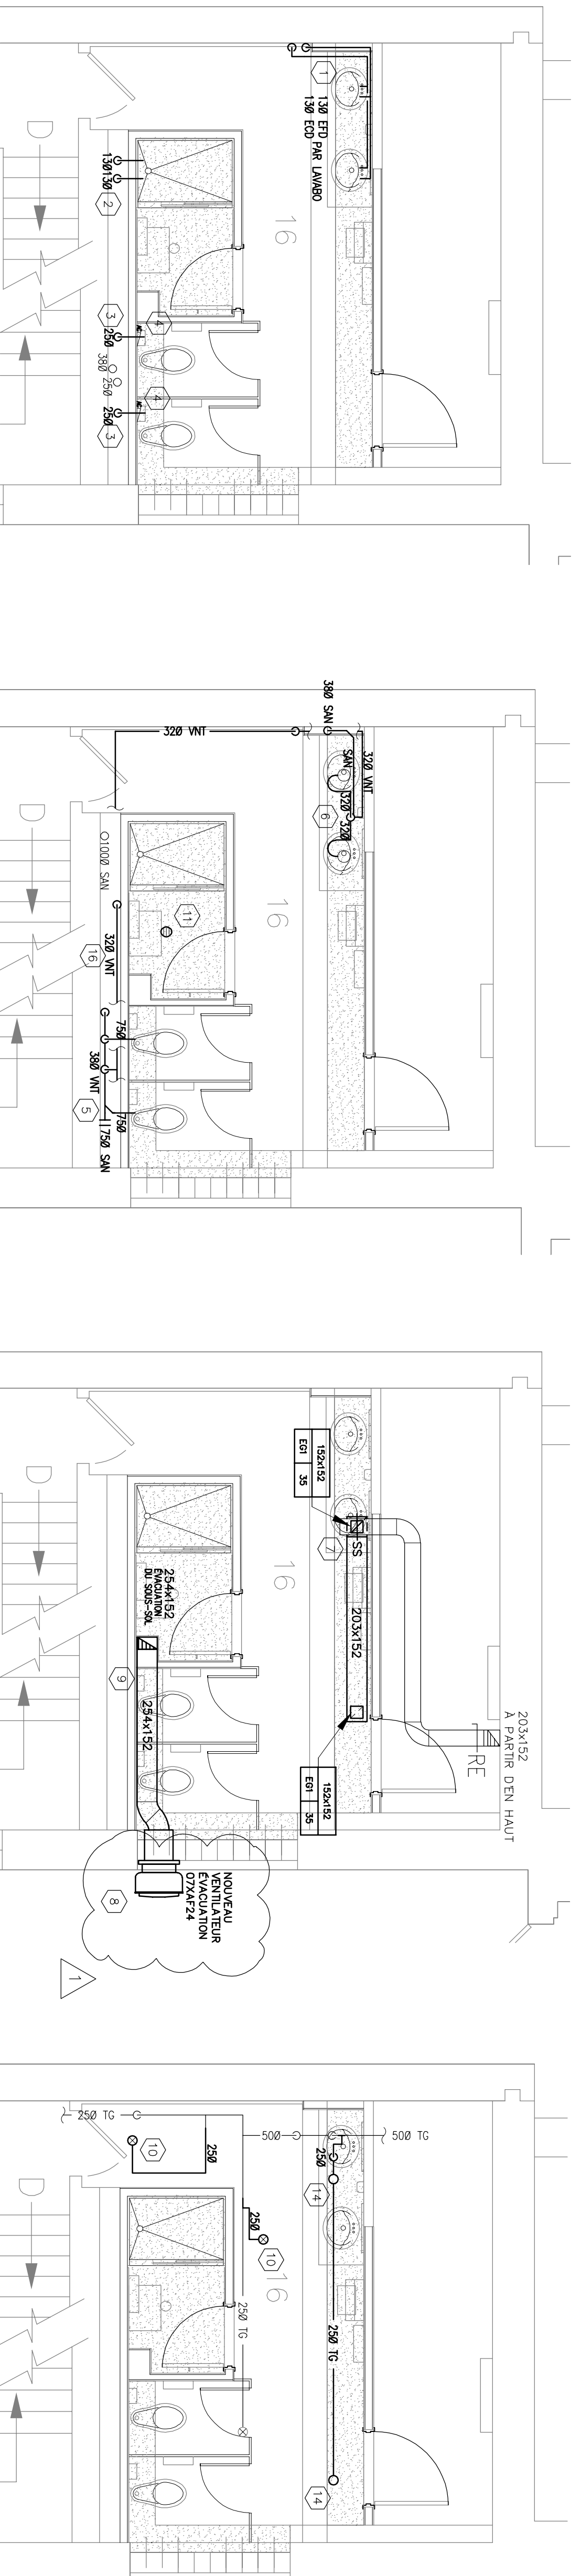 1
13Ø EFD PAR LAVABO
13Ø ECD
16
D
13Ø
13Ø
2
3
25Ø
4
38Ø
25Ø
4
25Ø
3
38Ø SAN
32Ø VNT
32Ø VNT
SAN
32Ø
32Ø
6
D
100Ø SAN
11
16
16
32Ø VNT
75Ø
38Ø VNT
5
75Ø
75Ø SAN
152x152
EG1
35
7
SS
203x152
16
D
254x152
ÉVACUATION
DU SOUS-SOL
9
254x152
203x152
À PARTIR D'EN HAUT
RE
152x152
EG1
35
NOUVEAU
VENTILATEUR
ÉVACUATION
07XAF24
8
1
25Ø TG
10
25Ø
50Ø
50Ø TG
25Ø
14
25Ø
10
16
D
25Ø TG
25Ø TG
14